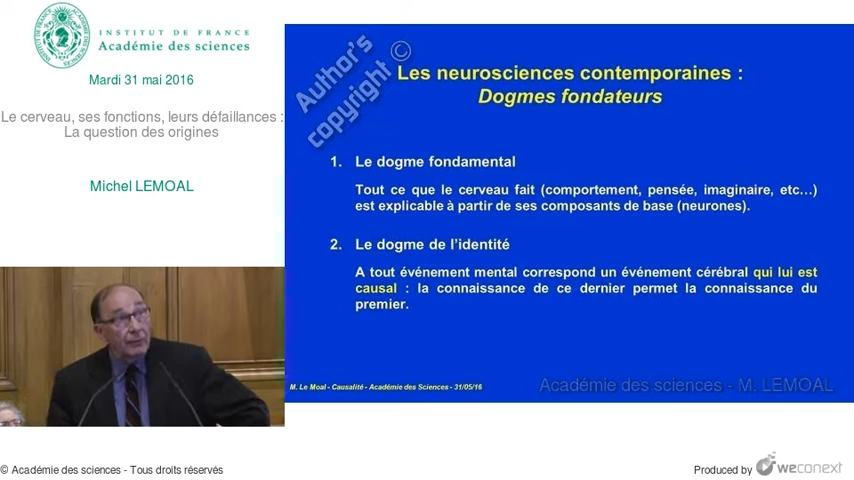 INSTITUT DE FRANCE
Académie des sciences
Mardi 31 mai 2016
Le cerveau, ses fonctions, leurs défaillances :
La question des origines
Michel LEMOAL
Author's
copyright ©
Les neurosciences contemporaines :
Dogmes fondateurs
1. Le dogme fondamental
Tout ce que le cerveau fait (comportement, pensée, imaginaire, etc…)
est explicable à partir de ses composants de base (neurones).
2. Le dogme de l'identité
A tout événement mental correspond un événement cérébral qui lui est
causal : la connaissance de ce dernier permet la connaissance du
premier.
M. Le Moal - Causalité - Académie des Sciences - 31/05/16
Académie des sciences - M. LEMOAL
© Académie des sciences - Tous droits réservés
Produced by weconext